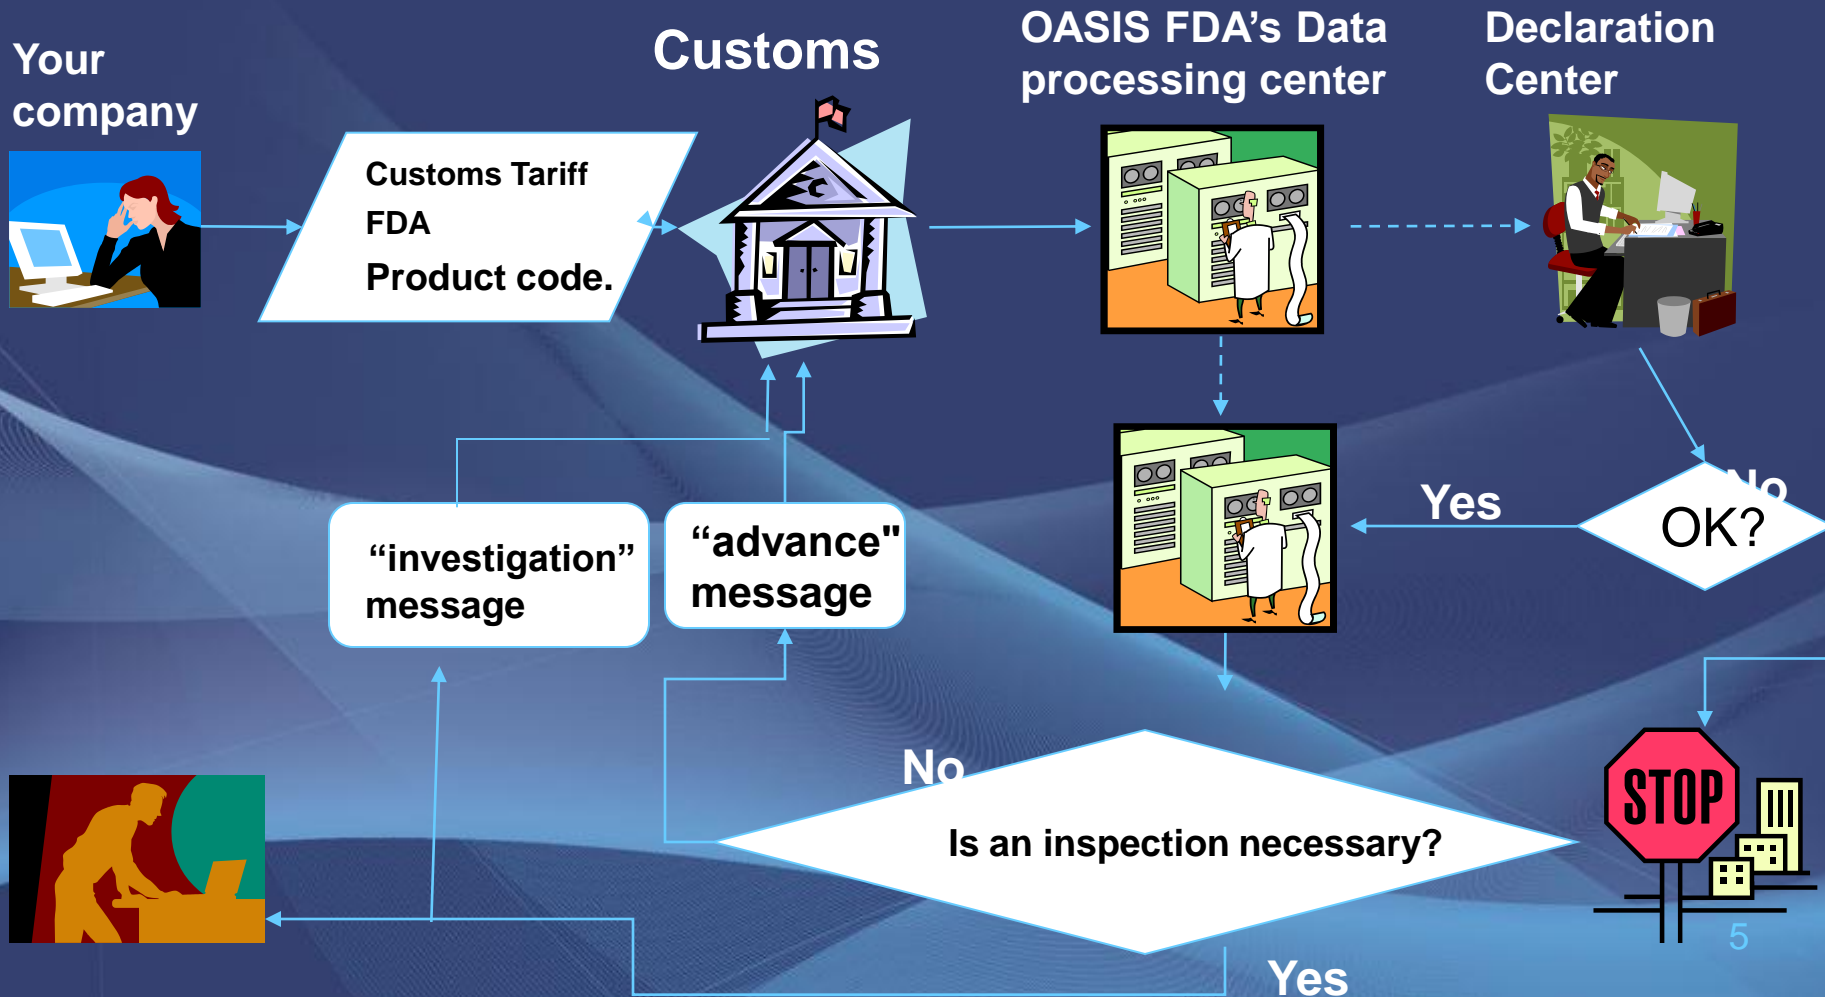 Your
company
Customs
OASIS FDA’s Data
processing center
Declaration
Center
Customs Tariff
FDA
Product code.
“investigation”
message
“advance"
message
Yes
OK?
No
No
Is an inspection necessary?
STOP
Yes
5